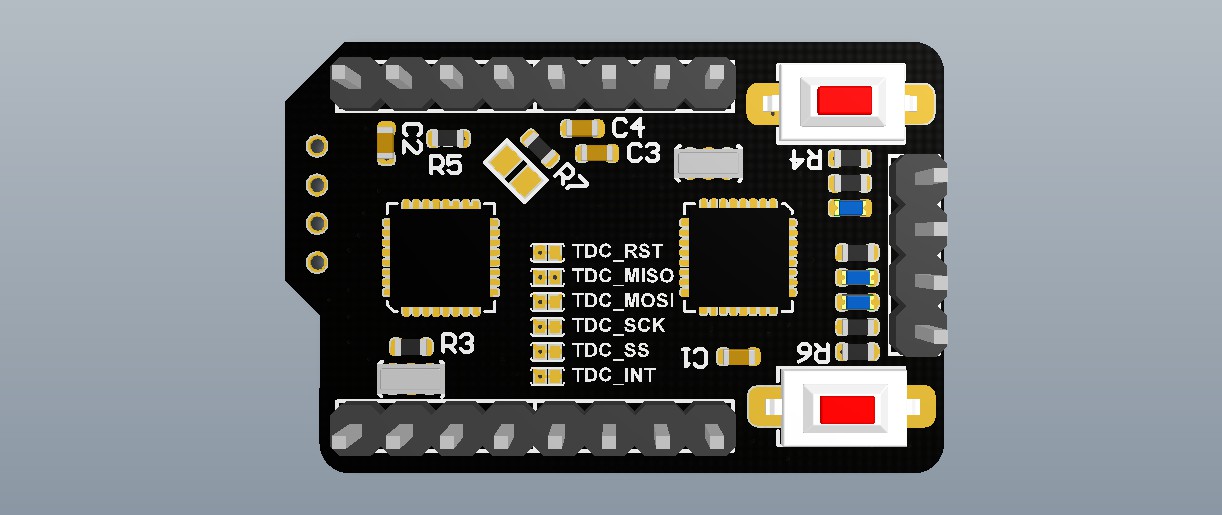 C4
C2
C3
R5
R7
R4
TDC_RST
TDC_MISO
TDC_MOSI
TDC_SCK
TDC_SS
TDC_INT
R3
C1
R6